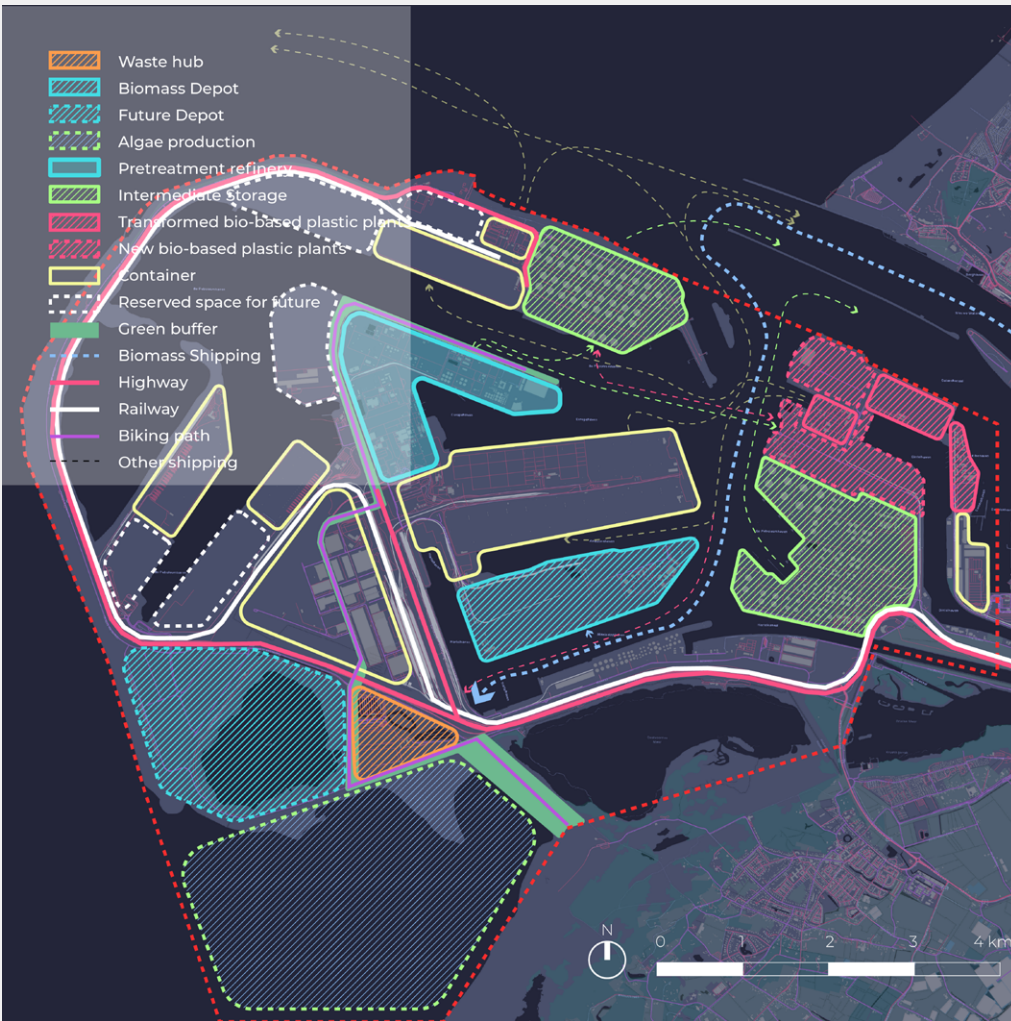 Waste hub
Biomass Depot
Future Depot
Algae production
Pretreatment refinery
Intermediate Storage
Transformed bio-based plastic plants
New bio-based plastic plants
Container
Reserved space for future
Green buffer
Biomass Shipping
Highway
Railway
Biking path
Other shipping
N
0 1 2 3 4 km